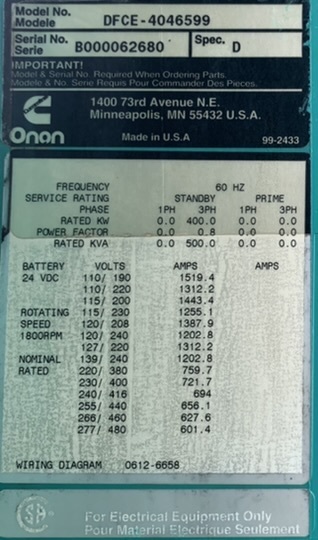 Model No. DFCE-4046599
Modele
Serial No. B000062680 Spec. D
Serie
IMPORTANT!
Model & Serial No. Required When Ordering Parts.
Modele & No. Serie Requis Pour Commander Des Pieces.
1400 73rd Avenue N.E.
Minneapolis, MN 55432 U.S.A.
Onan Made in U.S.A 99-2433
FREQUENCY 60 HZ
SERVICE RATING STANDBY PRIME
PHASE 1PH 3PH 1PH 3PH
RATED KW 0.0 400.0 0.0 0.0
POWER FACTOR 0.0 0.8 0.0 0.0
RATED KVA 0.0 500.0 0.0 0.0
BATTERY VOLTS AMPS AMPS
24 VDC 110/ 190 1519.4
110/ 220 1312.2
115/ 200 1443.4
ROTATING 115/ 230 1255.1
SPEED 120/ 208 1387.9
1800RPM 120/ 240 1202.8
127/ 220 1312.2
NOMINAL 139/ 240 1202.8
RATED 220/ 380 759.7
230/ 400 721.7
240/ 416 694
255/ 440 656.1
266/ 460 627.6
277/ 480 601.4
WIRING DIAGRAM 0612-6658
For Electrical Equipment Only
Pour Material Electrique Seulement